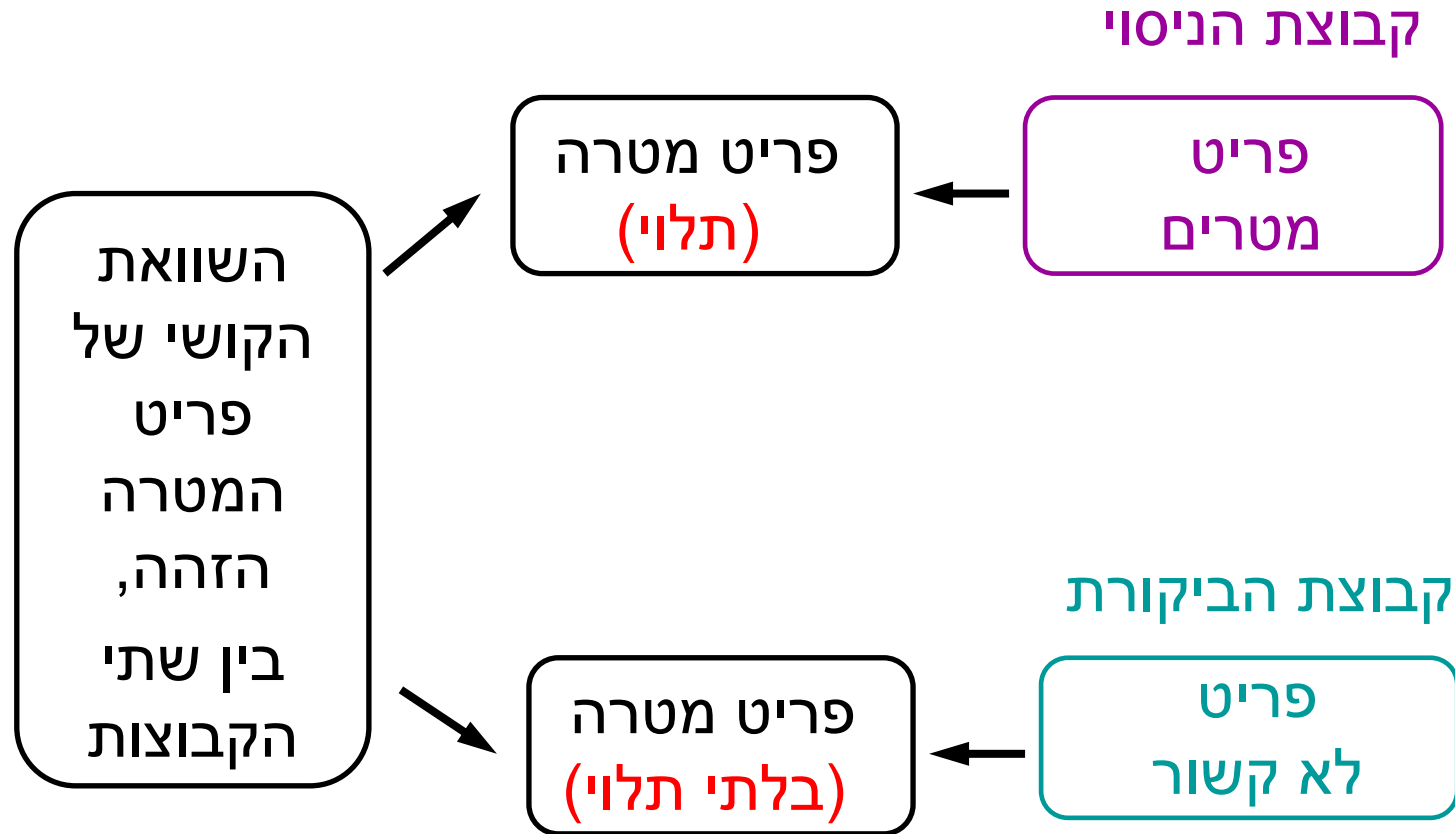 קבוצת הניסוי
פריט
מטרים
פריט מטרה
(תלוי)
השוואת
הקושי של
פריט
המטרה
הזהה,
בין שתי
הקבוצות
קבוצת הביקורת
פריט
לא קשור
פריט מטרה
(בלתי תלוי)